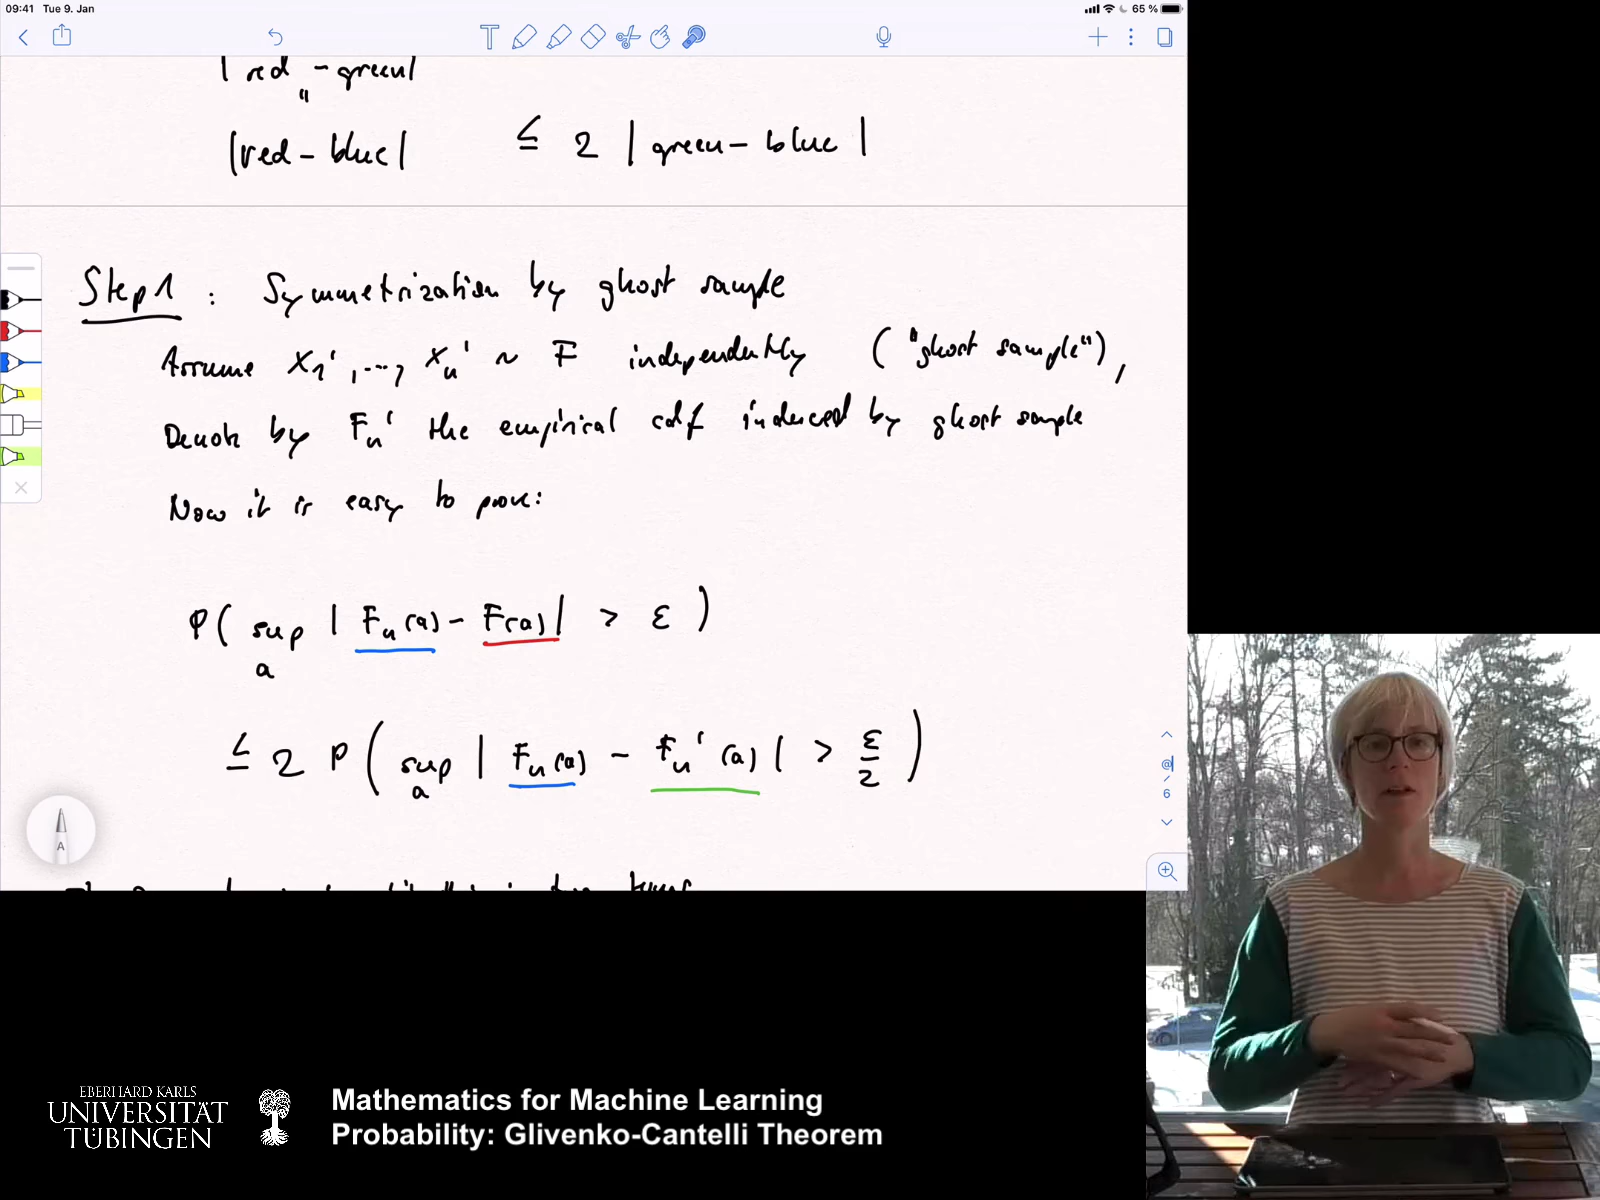 09:41 Tue 9. Jan 65 %
| red - green|
"
|red - blue| ≤ 2 | green - blue |
Step 1 : Symmetrization by ghost sample
Assume X₁', ..., Xₙ' ~ F independently ("ghost sample"),
Denote by Fₙ' the empirical cdf induced by ghost sample
Now it is easy to prove:
P( sup | Fₙ(a) - F(a)| > ε )
a
≤ 2 P( sup | Fₙ(a) - Fₙ'(a) | > ε/2 )
a
6
A
EBERHARD KARLS
UNIVERSITÄT
TÜBINGEN
Mathematics for Machine Learning
Probability: Glivenko-Cantelli Theorem